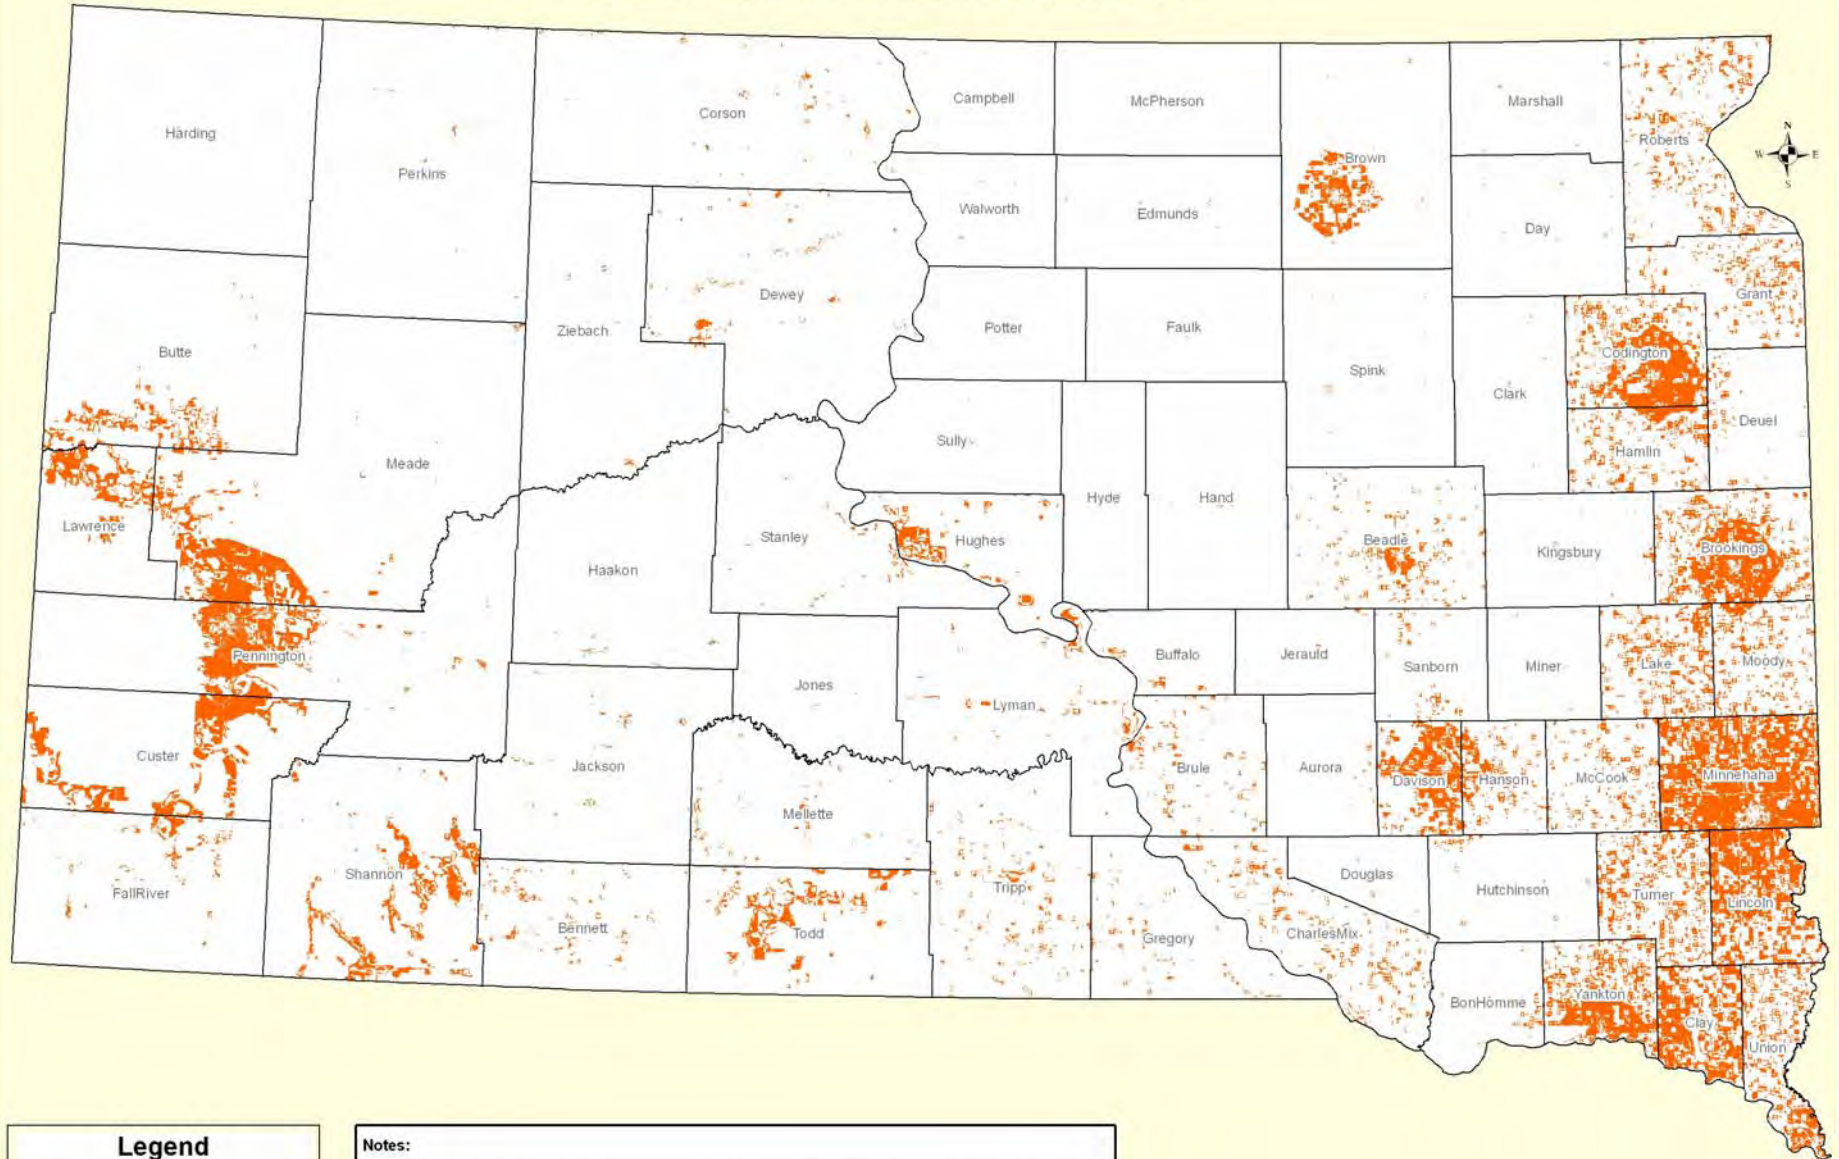 Campbell
McPherson
Marshall
Harding
Corson
Roberts
Brown
N
W E
S
Perkins
Walworth
Edmunds
Day
Dewey
Grant
Ziebach
Potter
Faulk
Butte
Codington
Spink
Clark
Deuel
Sully
Hamlin
Meade
Hyde
Hand
Lawrence
Stanley
Hughes
Beadle
Kingsbury
Brookings
Haakon
Pennington
Buffalo
Jerauld
Sanborn
Miner
Lake
Moody
Jones
Lyman
Custer
Jackson
Brule
Aurora
Davison
Hanson
McCook
Minnehaha
Mellette
Shannon
FallRiver
Douglas
Tripp
Hutchinson
Turner
Lincoln
Bennett
Todd
Gregory
CharlesMix
BonHomme
Yankton
Clay
Union
Legend
Notes: